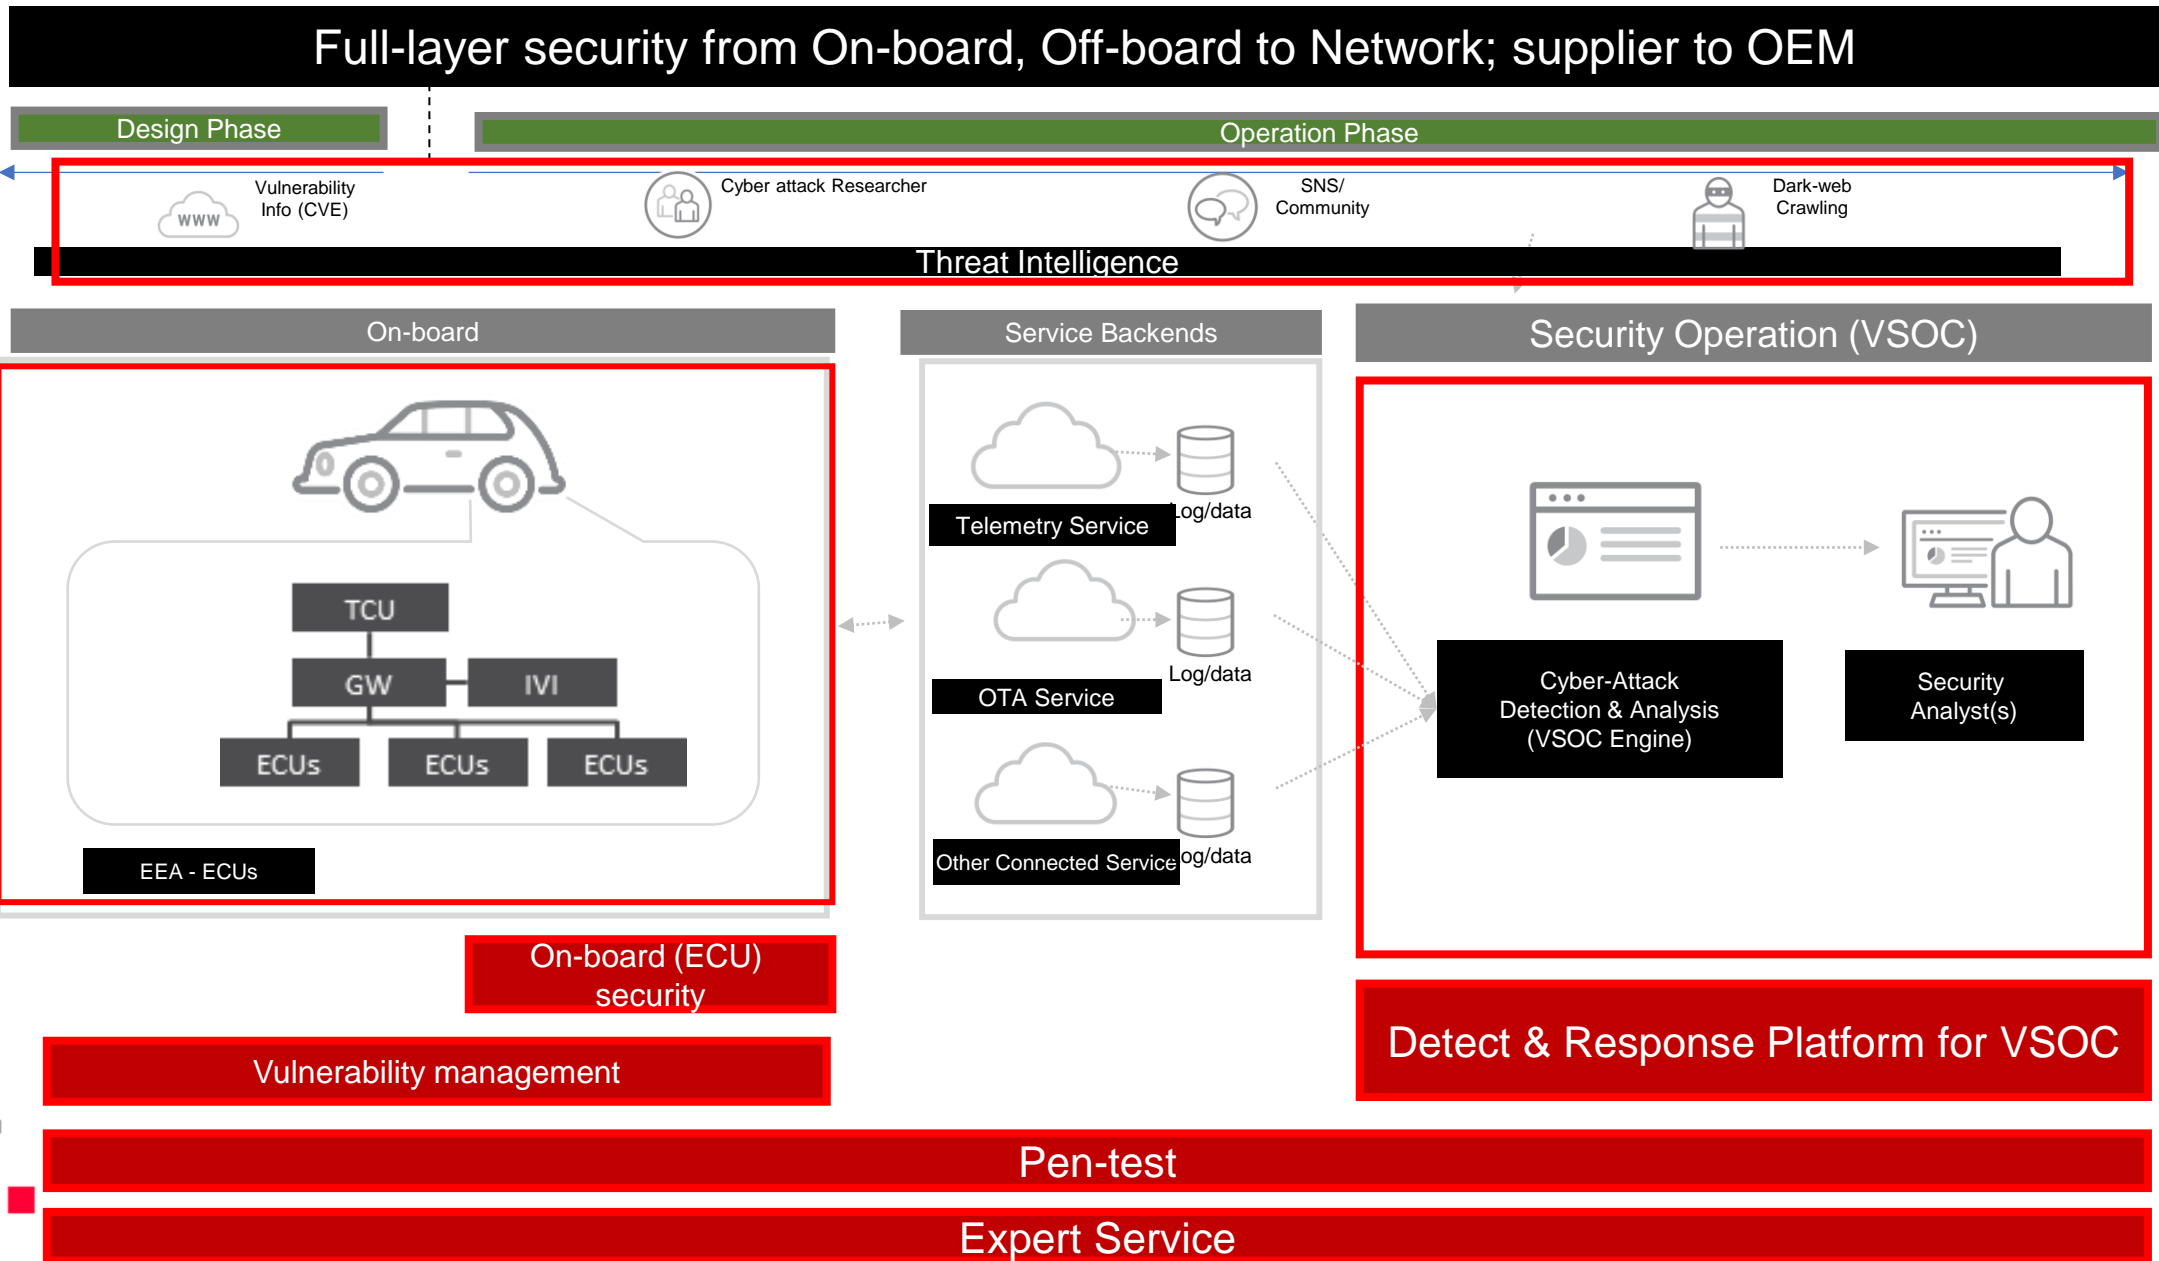 Full-layer security from On-board, Off-board to Network; supplier to OEM
Design Phase
Operation Phase
Vulnerability
Info (CVE)
WWW
Cyber attack Researcher
SNS/
Community
Dark-web
Crawling
Threat Intelligence
On-board
Service Backends
Security Operation (VSOC)
TCU
GW
IVI
ECUs
ECUs
ECUs
EEA - ECUs
Log/data
Telemetry Service
Log/data
OTA Service
Log/data
Other Connected Service
Cyber-Attack
Detection & Analysis
(VSOC Engine)
Security
Analyst(s)
On-board (ECU)
security
Vulnerability management
Detect & Response Platform for VSOC
Pen-test
Expert Service